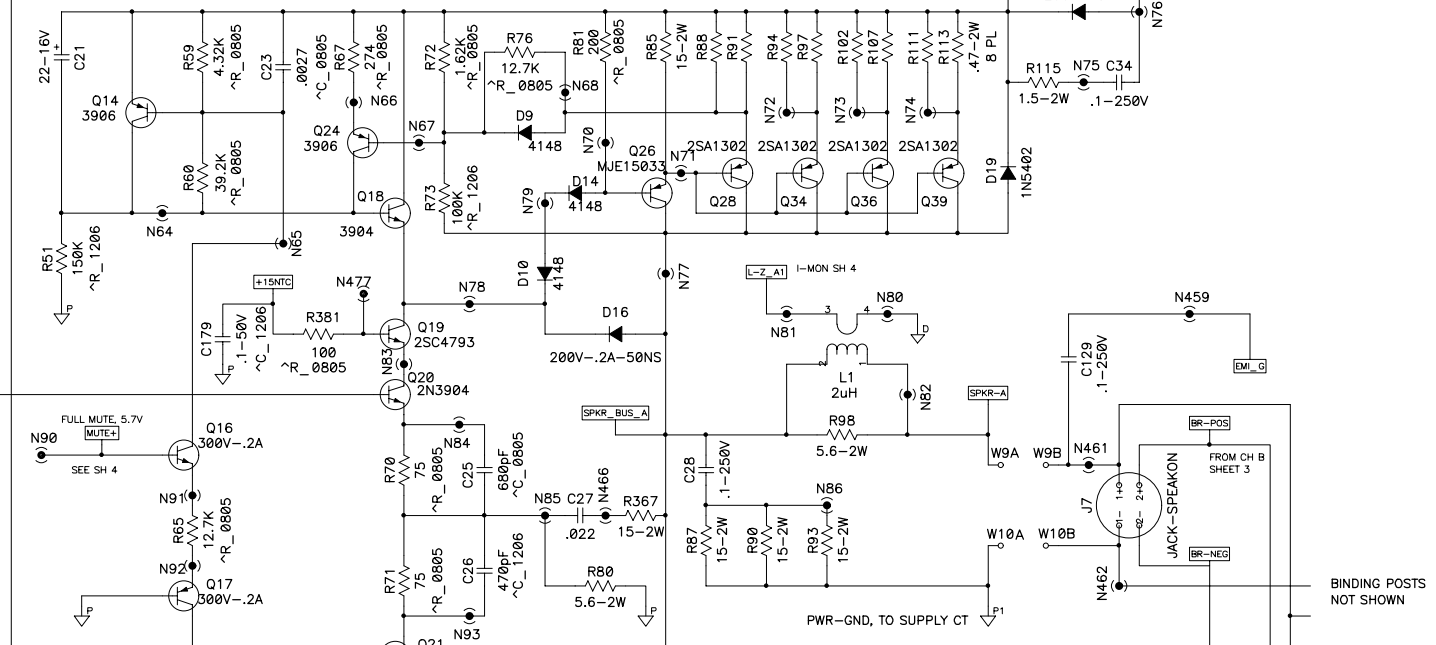 22-16V
C21
R59
4.32K
^R_0805
C23
.0027
^C_0805
R67
274
^R_0805
R72
1.62K
^R_0805
R76
12.7K
^R_0805
R81
200
^R_0805
R85
15-2W
R88
R91
R94
R97
R102
R107
R111
R113
.47-2W
8 PL
N76
R115
1.5-2W
N75
C34
.1-250V
Q14
3906
N66
Q24
3906
N67
N68
D9
4148
N70
Q26
MJE15033
N71
N72
N73
N74
2SA1302
2SA1302
2SA1302
2SA1302
Q28
Q34
Q36
Q39
D19
1N5402
R60
39.2K
^R_0805
Q18
3904
R73
100K
^R_1206
D14
4148
N79
N64
N65
R51
150K
^R_1206
P
+15NTC
N477
N78
D10
4148
N77
L-Z_A1
I-MON SH 4
C179
.1-50V
^C_1206
P
R381
100
^R_0805
Q19
2SC4793
N83
Q20
2N3904
D16
200V-.2A-50NS
N81
3
4
N80
D
2
1
L1
2uH
N82
N459
C129
.1-250V
EMI_G
FULL MUTE, 5.7V
MUTE+
N90
SEE SH 4
Q16
300V-.2A
N84
SPKR_BUS_A
R98
5.6-2W
SPKR-A
W9A
W9B
N461
BR-POS
FROM CH B
SHEET 3
R70
75
^R_0805
C25
680pF
^C_0805
C28
.1-250V
N91
R65
12.7K
^R_0805
N92
N85
C27
.022
N466
R367
15-2W
N86
R87
15-2W
R90
15-2W
R93
15-2W
W10A
W10B
J7
1+
2+
1-
2-
JACK-SPEAKON
BR-NEG
Q17
300V-.2A
P
R71
75
^R_0805
C26
470pF
^C_1206
R80
5.6-2W
P
N93
PWR-GND, TO SUPPLY CT
P1
N462
BINDING POSTS
NOT SHOWN
Q21